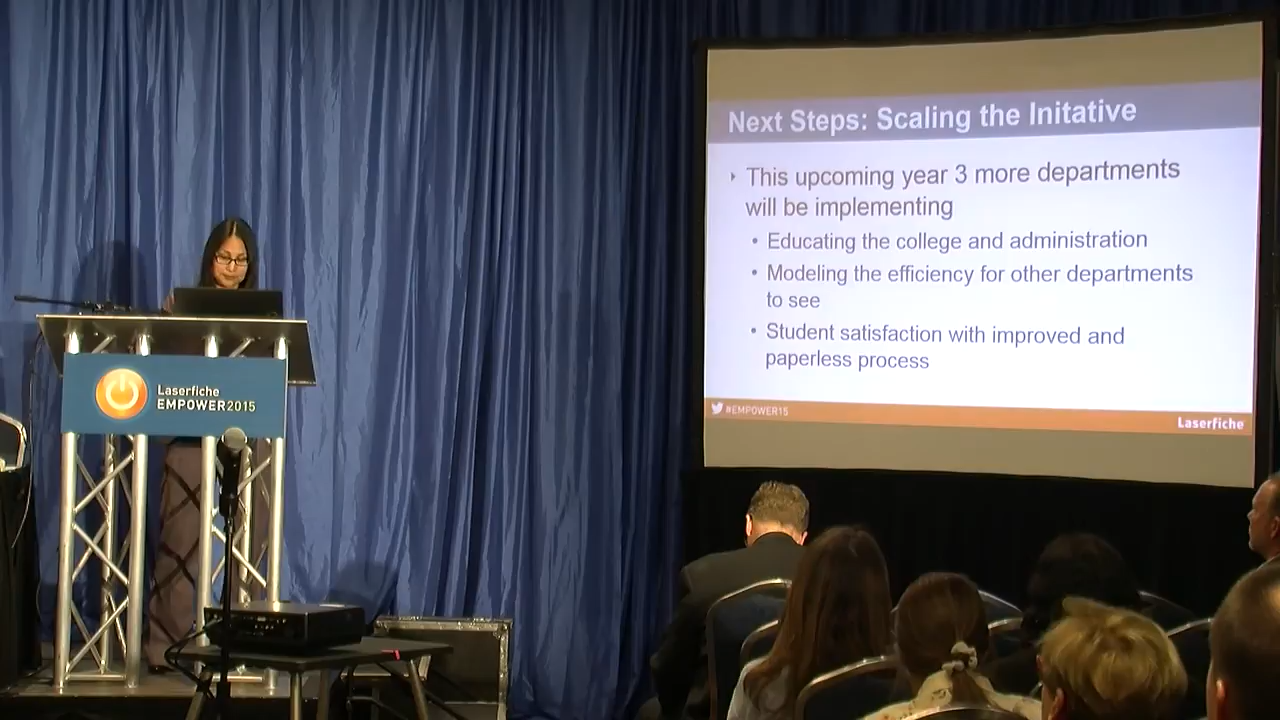 Next Steps: Scaling the Initative
This upcoming year 3 more departments
will be implementing
• Educating the college and administration
• Modeling the efficiency for other departments
to see
• Student satisfaction with improved and
paperless process
#EMPOWER15
Laserfiche
Laserfiche
EMPOWER2015